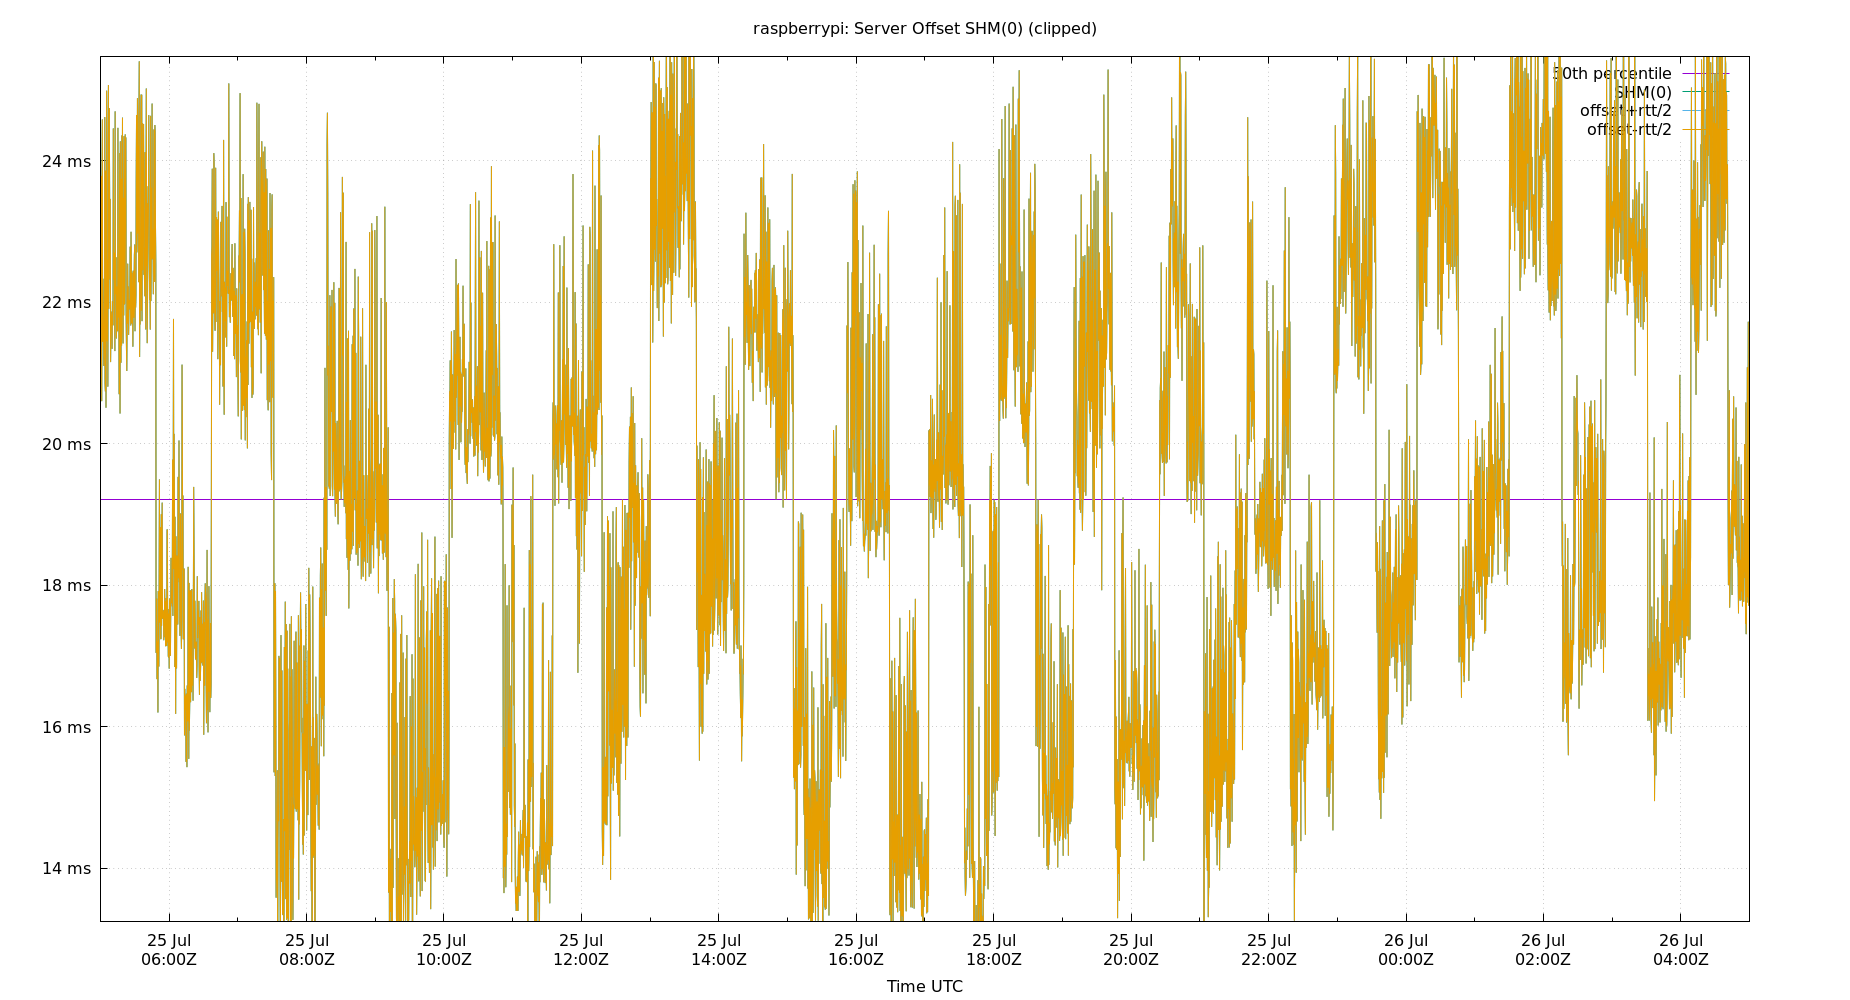 raspberrypi: Server Offset SHM(0) (clipped)
50th percentile
SHM(0)
offset+rtt/2
offset-rtt/2
24 ms
22 ms
20 ms
18 ms
16 ms
14 ms
25 Jul 25 Jul 25 Jul 25 Jul 25 Jul 25 Jul 25 Jul 25 Jul 25 Jul 26 Jul 26 Jul 26 Jul
06:00Z 08:00Z 10:00Z 12:00Z 14:00Z 16:00Z 18:00Z 20:00Z 22:00Z 00:00Z 02:00Z 04:00Z
Time UTC